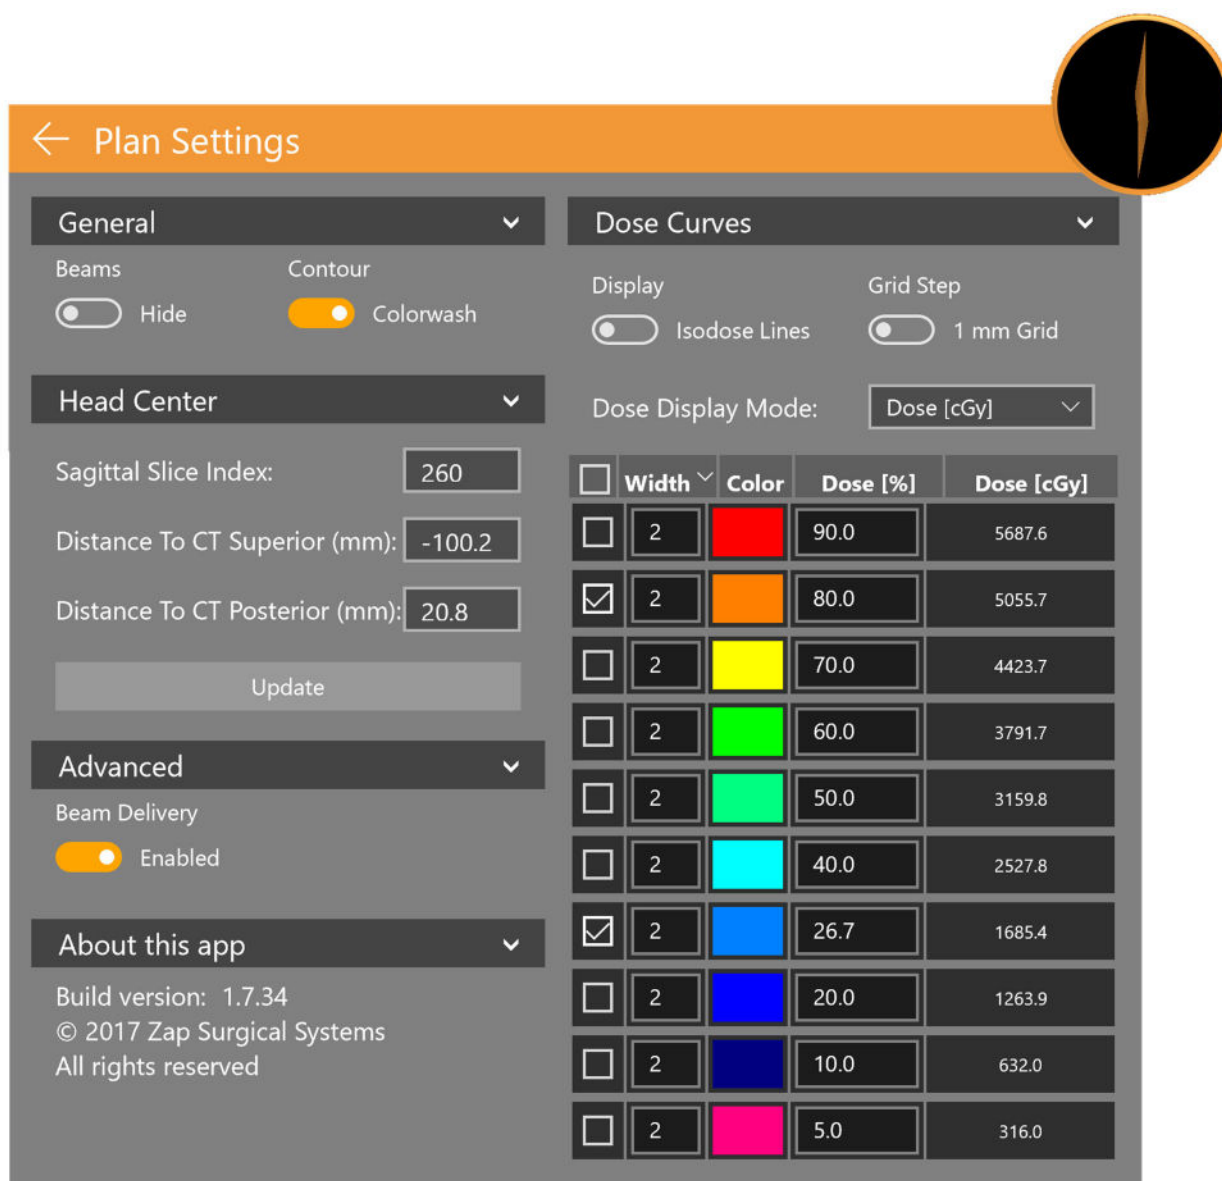 Plan Settings
General
Beams Contour
Hide Colorwash
Head Center
Sagittal Slice Index: 260
Distance To CT Superior (mm): -100.2
Distance To CT Posterior (mm): 20.8
Update
Advanced
Beam Delivery
Enabled
About this app
Build version: 1.7.34
© 2017 Zap Surgical Systems
All rights reserved
Dose Curves
Display Grid Step
Isodose Lines 1 mm Grid
Dose Display Mode: Dose [cGy]
Width Color Dose [%] Dose [cGy]
2 90.0 5687.6
2 80.0 5055.7
2 70.0 4423.7
2 60.0 3791.7
2 50.0 3159.8
2 40.0 2527.8
2 26.7 1685.4
2 20.0 1263.9
2 10.0 632.0
2 5.0 316.0